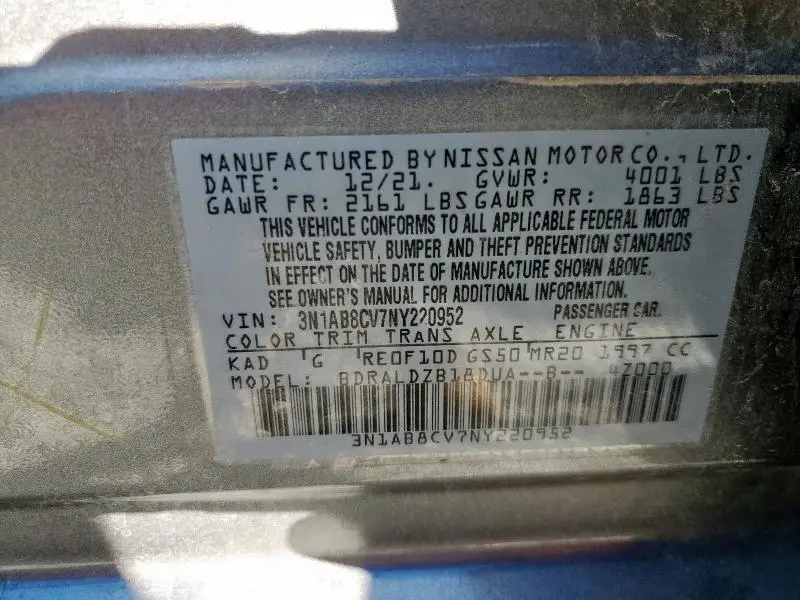 MANUFACTURED BY NISSAN MOTOR CO., LTD.
DATE: 12/21. GVWR: 4001 LBS
GAWR FR: 2161 LBS GAWR RR: 1863 LBS
THIS VEHICLE CONFORMS TO ALL APPLICABLE FEDERAL MOTOR
VEHICLE SAFETY, BUMPER AND THEFT PREVENTION STANDARDS
IN EFFECT ON THE DATE OF MANUFACTURE SHOWN ABOVE.
SEE OWNER'S MANUAL FOR ADDITIONAL INFORMATION.
VIN: 3N1AB8CV7NY220952 PASSENGER CAR.
COLOR TRIM TRANS AXLE ENGINE
KAD G RE0F10D GS50 MR20 1997 CC
MODEL: BDRALDZB18DUA--B-- 4Z000
3N1AB8CV7NY220952